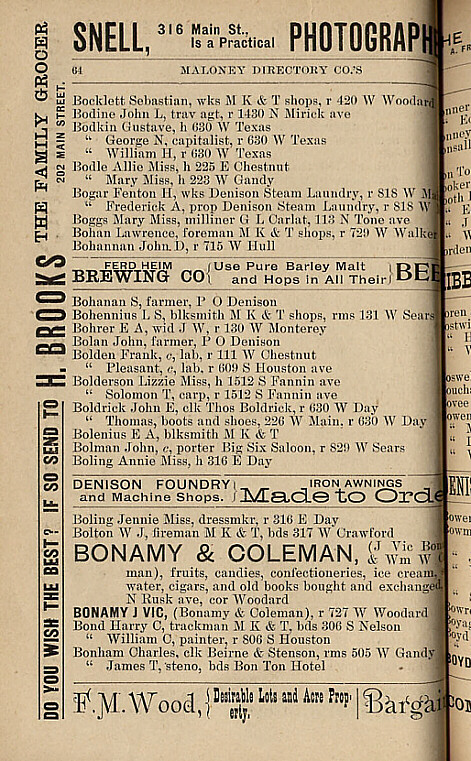 SNELL, 316 Main St., Is a Practical PHOTOGRAPH
64 MALONEY DIRECTORY CO.'S
Bocklett Sebastian, wks M K & T shops, r 420 W Woodard
Bodine John L, trav agt, r 1430 N Mirick ave
Bodkin Gustave, h 630 W Texas
" George N, capitalist, r 630 W Texas
" William H, r 630 W Texas
Bodle Allie Miss, h 225 E Chestnut
" Mary Miss, h 223 W Gandy
Bogar Fenton H, wks Denison Steam Laundry, r 818 W
" Frederick A, prop Denison Steam Laundry, r 818 W
Boggs Mary Miss, milliner G L Carlat, 113 N Tone ave
Bohan Lawrence, foreman M K & T shops, r 729 W Walker
Bohannan John D, r 715 W Hull
FERD HEIM BREWING CO { Use Pure Barley Malt and Hops in All Their } BEE
Bohanan S, farmer, P O Denison
Bohennius L S, blksmith M K & T shops, rms 131 W Sears
Bohrer E A, wid J W, r 130 W Monterey
Bolan John, farmer, P O Denison
Bolden Frank, c, lab, r 111 W Chestnut
" Pleasant, c, lab, r 609 S Houston ave
Bolderson Lizzie Miss, h 1512 S Fannin ave
" Solomon T, carp, r 1512 S Fannin ave
Boldrick John E, clk Thos Boldrick, r 630 W Day
" Thomas, boots and shoes, 226 W Main, r 630 W Day
Bolenius E A, blksmith M K & T
Bolman John, c, porter Big Six Saloon, r 829 W Sears
Boling Annie Miss, h 316 E Day
DENISON FOUNDRY and Machine Shops. } IRON AWNINGS Made to Orde
Boling Jennie Miss, dressmkr, r 316 E Day
Bolton W J, fireman M K & T, bds 317 W Crawford
BONAMY & COLEMAN, (J Vic Bon & Wm W C
man), fruits, candies, confectioneries, ice cream,
water, cigars, and old books bought and exchanged,
N Rusk ave, cor Woodard
BONAMY J VIC, (Bonamy & Coleman), r 727 W Woodard
Bond Harry C, trackman M K & T, bds 306 S Nelson
" William C, painter, r 806 S Houston
Bonham Charles, clk Beirne & Stenson, rms 505 W Gandy
" James T, steno, bds Bon Ton Hotel
F. M. Wood, { Desirable Lots and Acre Property. } Bargai
DO YOU WISH THE BEST? IF SO SEND TO H. BROOKS THE FAMILY GROCER 202 MAIN STREET.